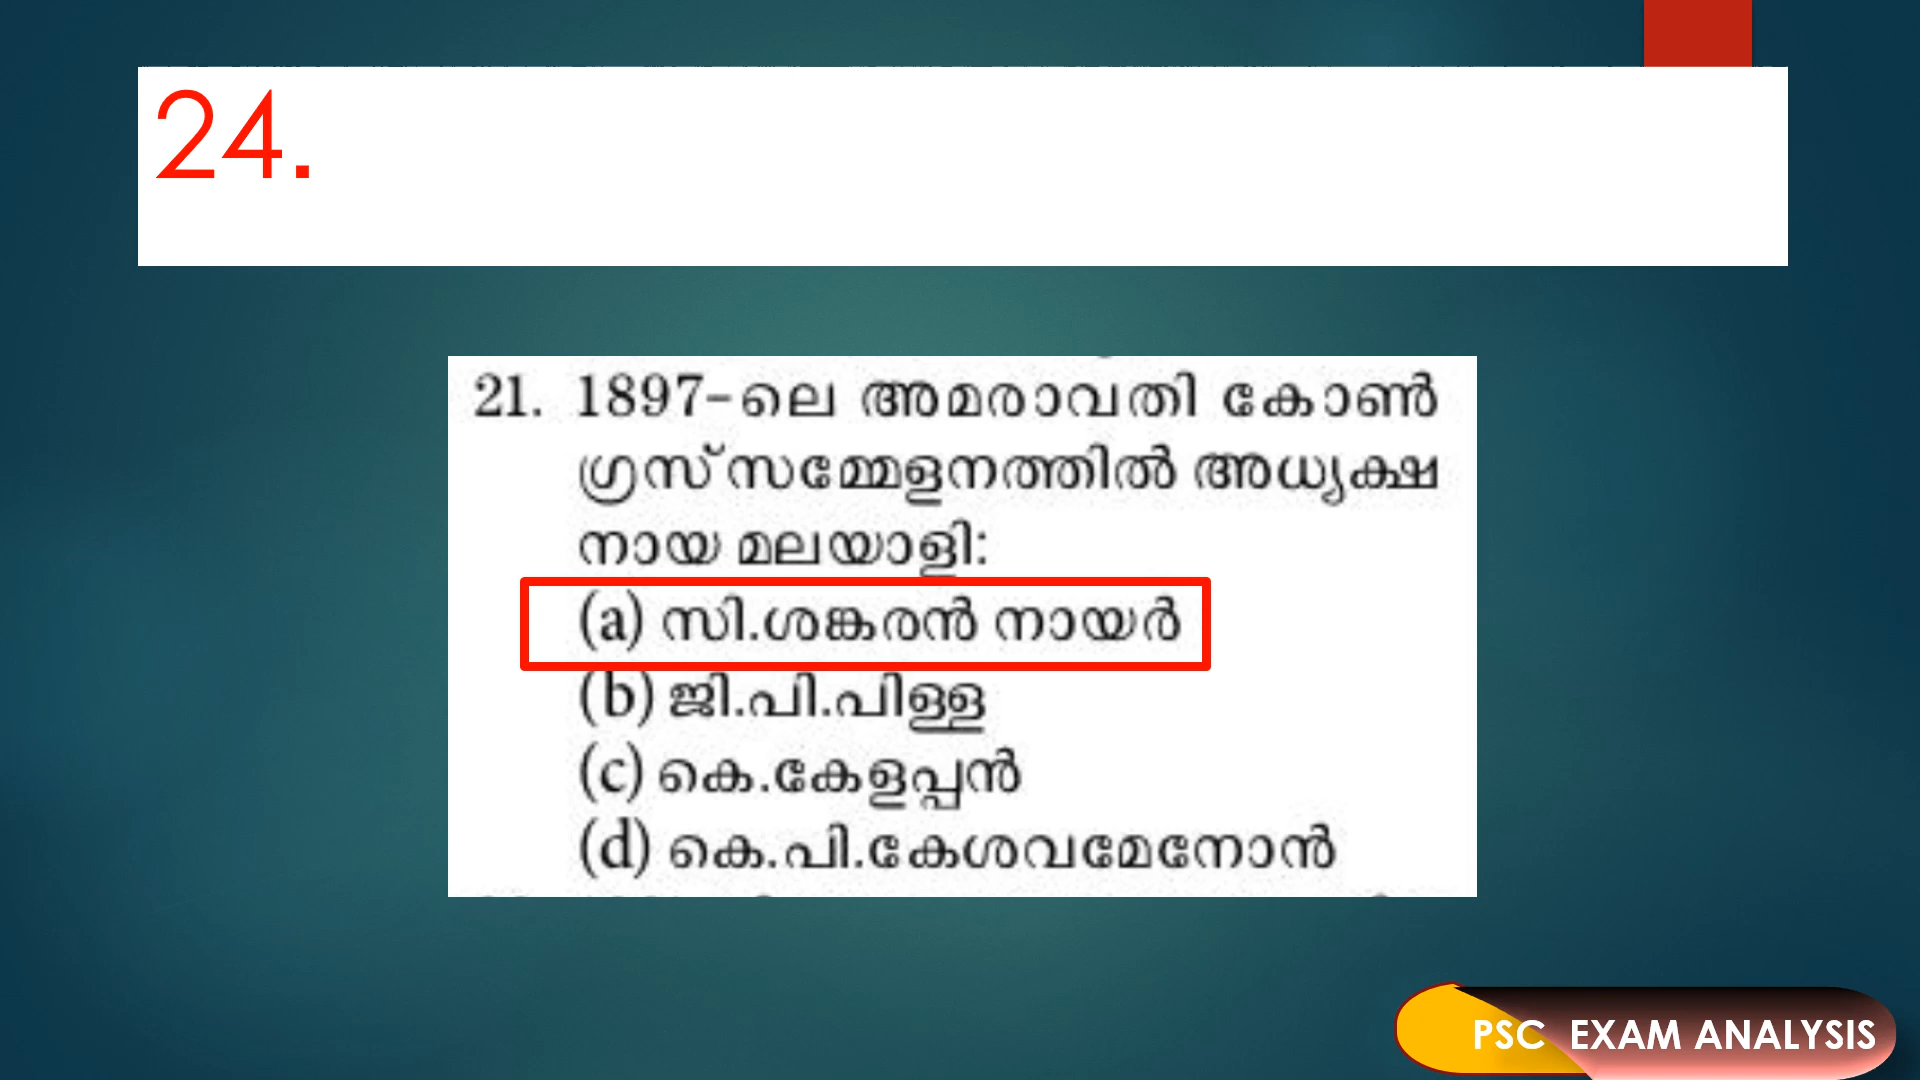 24.
21. 1897-ലെ അമരാവതി കോൺ
ഗ്രസ് സമ്മേളനത്തിൽ അധ്യക്ഷ
നായ മലയാളി:
(a) സി.ശങ്കരൻ നായർ
(b) ജി.പി.പിള്ള
(c) കെ.കേളപ്പൻ
(d) കെ.പി.കേശവമേനോൻ
PSC EXAM ANALYSIS